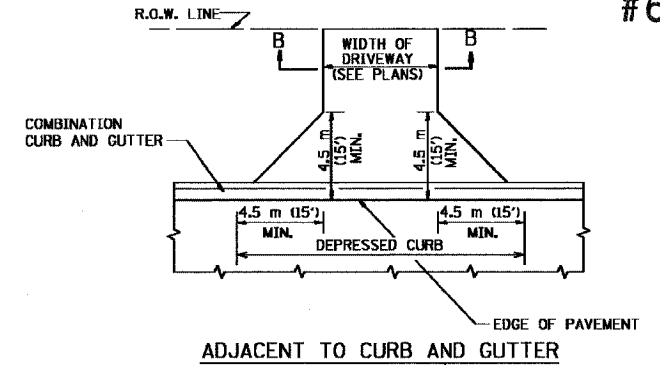 R.O.W. LINE
#6
B
WIDTH OF
DRIVEWAY
(SEE PLANS)
B
COMBINATION
CURB AND GUTTER
4.5 m
(15')
MIN.
4.5 m
(15')
MIN.
4.5 m (15')
MIN.
4.5 m (15')
MIN.
DEPRESSED CURB
EDGE OF PAVEMENT
ADJACENT TO CURB AND GUTTER